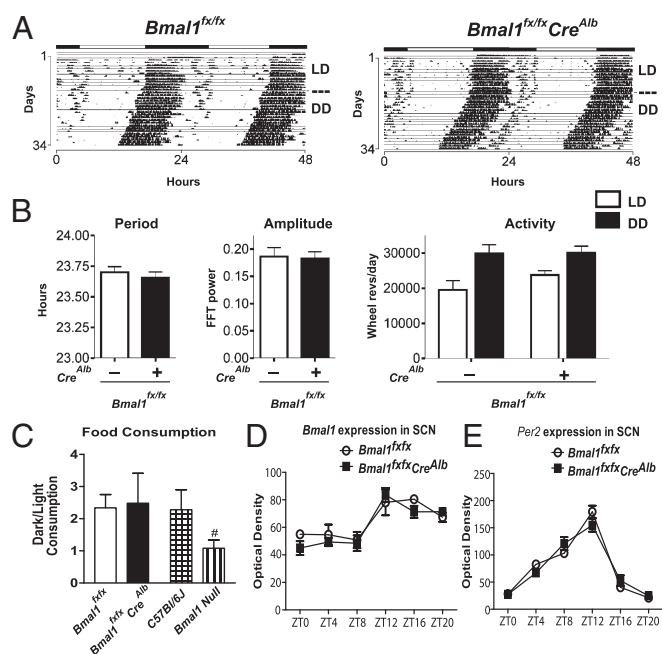 A
Bmal1fx/fx
Bmal1fx/fxCreAlb
1
Days
34
LD
DD
0 24 48
Hours
1
Days
34
LD
DD
0 24 48
Hours
B
LD
DD
Period
24.00
23.75
23.50
23.25
23.00
Hours
CreAlb − +
Bmal1fx/fx
Amplitude
0.20
0.15
0.10
0.05
0.00
FFT power
CreAlb − +
Bmal1fx/fx
Activity
30000
20000
10000
0
Wheel revs/day
CreAlb − +
Bmal1fx/fx
C
Food Consumption
4
3
2
1
0
Dark/Light
Consumption
#
Bmal1fxfx
Bmal1fxfx
CreAlb
C57Bl/6J
Bmal1 Null
D
Bmal1 expression in SCN
Bmal1fxfx
Bmal1fxfxCreAlb
120
100
80
60
40
20
0
Optical Density
ZT0 ZT4 ZT8 ZT12 ZT16 ZT20
E
Per2 expression in SCN
Bmal1fxfx
Bmal1fxfxCreAlb
250
200
150
100
50
0
Optical Density
ZT0 ZT4 ZT8 ZT12 ZT16 ZT20